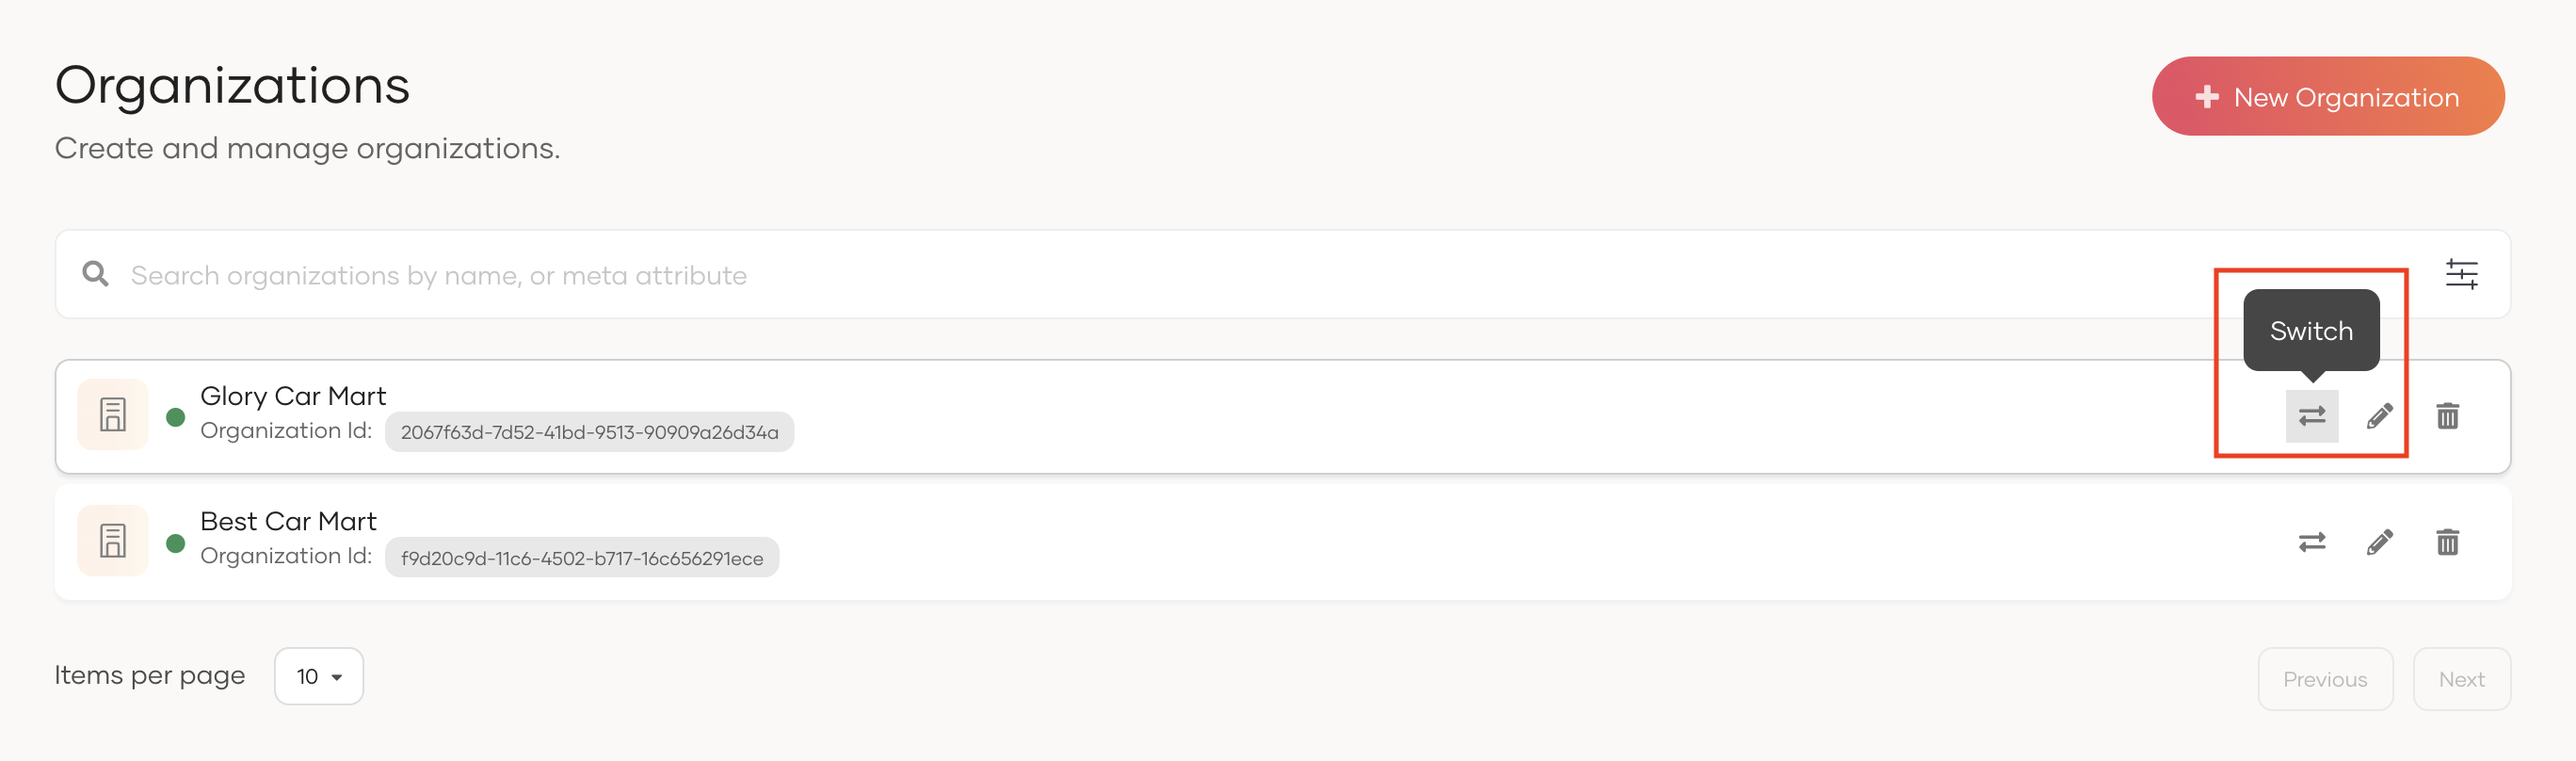 Organizations
Create and manage organizations.
New Organization
Search organizations by name, or meta attribute
Switch
Glory Car Mart
Organization Id: 2067f63d-7d52-41bd-9513-90909a26d34a
Best Car Mart
Organization Id: f9d20c9d-11c6-4502-b717-16c656291ece
Items per page 10
Previous Next